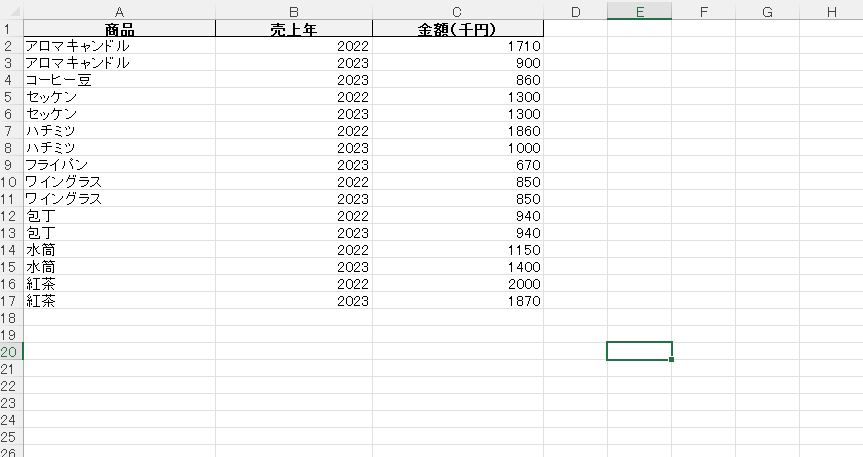 A B C D E F G H
1 商品 売上年 金額(千円)
2 アロマキャンドル 2022 1710
3 アロマキャンドル 2023 900
4 コーヒー豆 2023 860
5 セッケン 2022 1300
6 セッケン 2023 1300
7 ハチミツ 2022 1860
8 ハチミツ 2023 1000
9 フライパン 2023 670
10 ワイングラス 2022 850
11 ワイングラス 2023 850
12 包丁 2022 940
13 包丁 2023 940
14 水筒 2022 1150
15 水筒 2023 1400
16 紅茶 2022 2000
17 紅茶 2023 1870
18
19
20
21
22
23
24
25
26